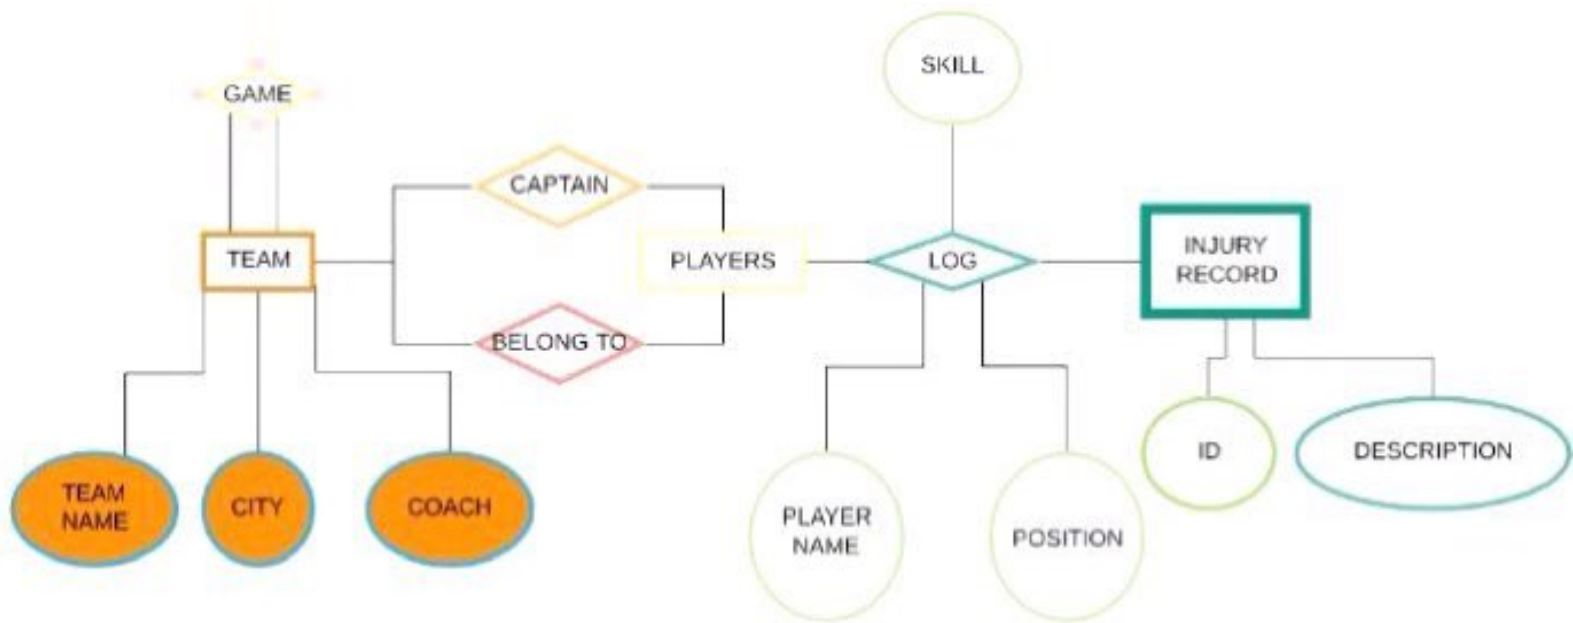 SKILL
GAME
CAPTAIN
TEAM
PLAYERS
LOG
INJURY
RECORD
BELONG TO
TEAM
NAME
CITY
COACH
PLAYER
NAME
POSITION
ID
DESCRIPTION